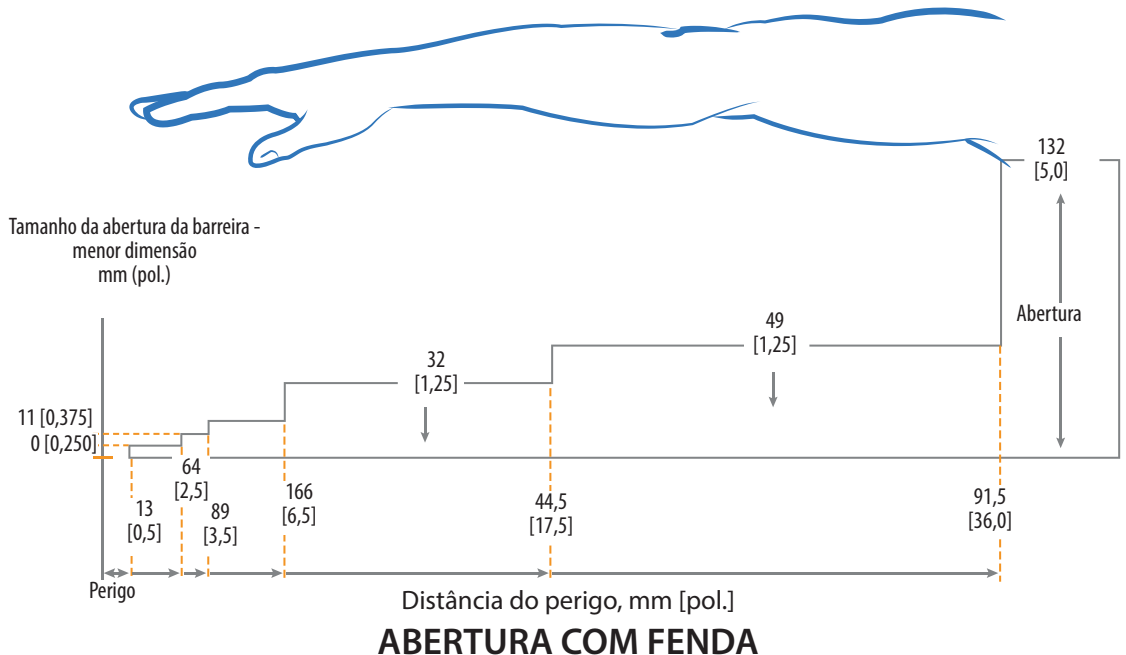 132
[5,0]
Tamanho da abertura da barreira -
menor dimensão
mm (pol.)
Abertura
49
[1,25]
32
[1,25]
11 [0,375]
0 [0,250]
64
[2,5]
13
[0,5]
89
[3,5]
166
[6,5]
44,5
[17,5]
91,5
[36,0]
Perigo
Distância do perigo, mm [pol.]
ABERTURA COM FENDA